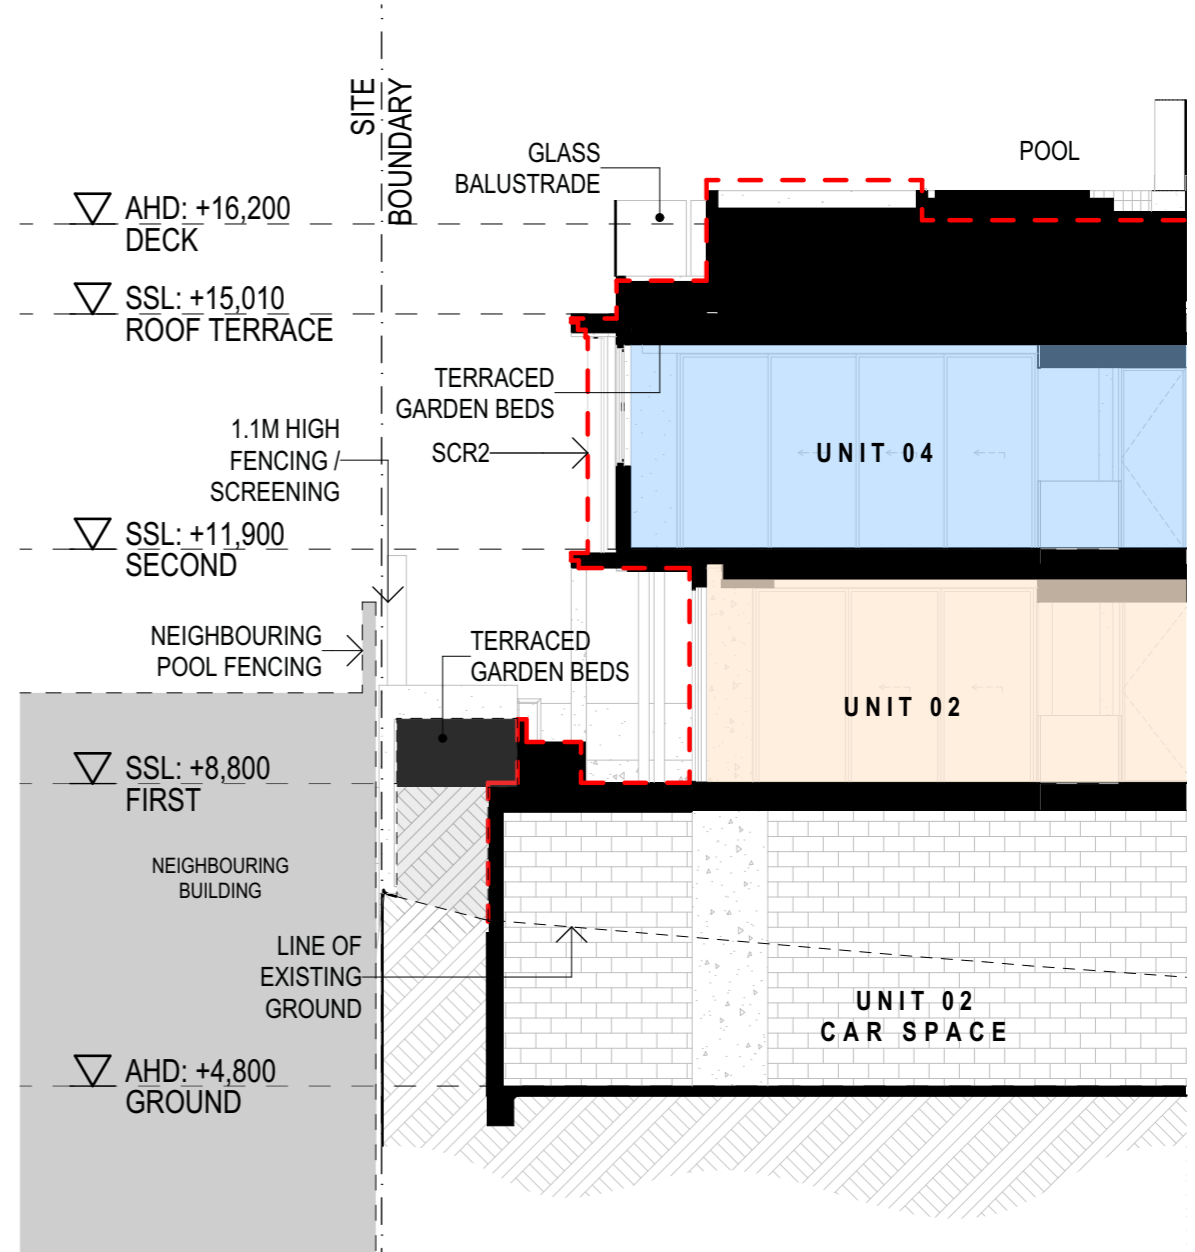 SITE
BOUNDARY
POOL
GLASS
BALUSTRADE
AHD: +16,200
DECK
SSL: +15,010
ROOF TERRACE
TERRACED
GARDEN BEDS
1.1M HIGH
FENCING /
SCREENING
SCR2
UNIT 04
SSL: +11,900
SECOND
NEIGHBOURING
POOL FENCING
TERRACED
GARDEN BEDS
UNIT 02
SSL: +8,800
FIRST
NEIGHBOURING
BUILDING
LINE OF
EXISTING
GROUND
UNIT 02
CAR SPACE
AHD: +4,800
GROUND